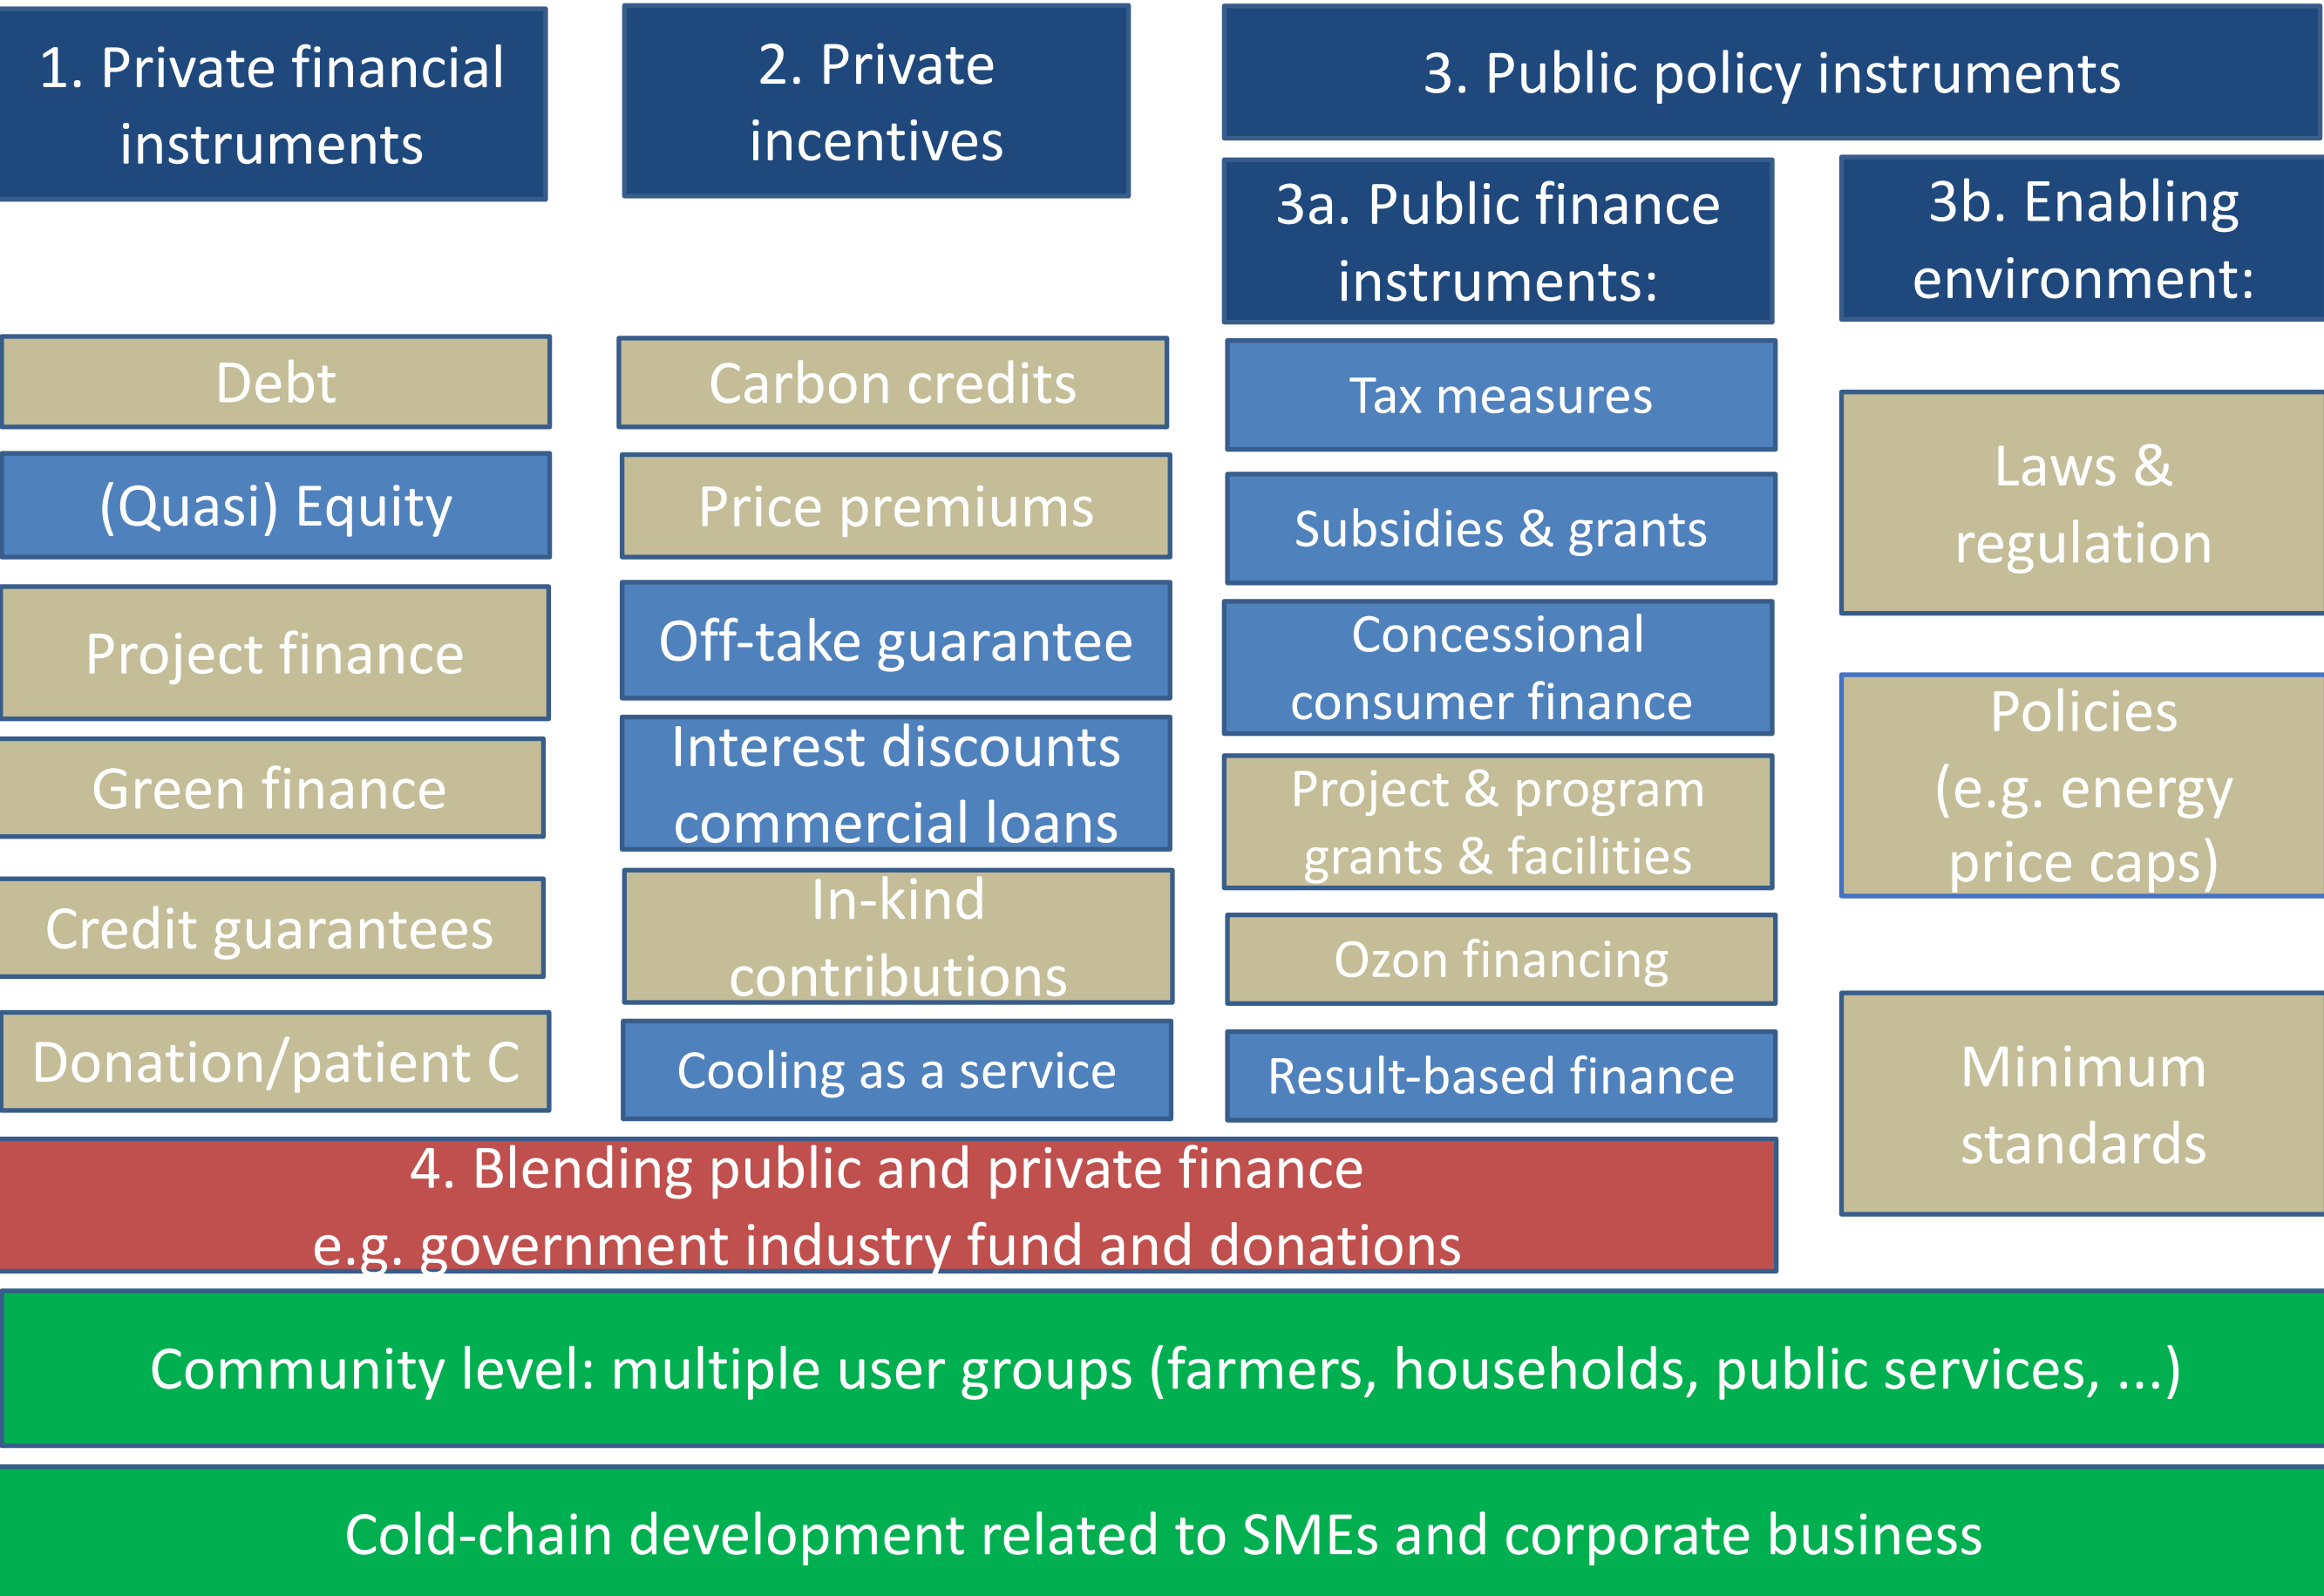 1. Private financial
instruments
2. Private
incentives
3. Public policy instruments
3a. Public finance
instruments:
3b. Enabling
environment:
Debt
(Quasi) Equity
Project finance
Green finance
Credit guarantees
Donation/patient C
Carbon credits
Price premiums
Off-take guarantee
Interest discounts
commercial loans
In-kind
contributions
Cooling as a service
Tax measures
Subsidies & grants
Concessional
consumer finance
Project & program
grants & facilities
Ozon financing
Result-based finance
Laws &
regulation
Policies
(e.g. energy
price caps)
Minimum
standards
4. Blending public and private finance
e.g. government industry fund and donations
Community level: multiple user groups (farmers, households, public services, ...)
Cold-chain development related to SMEs and corporate business